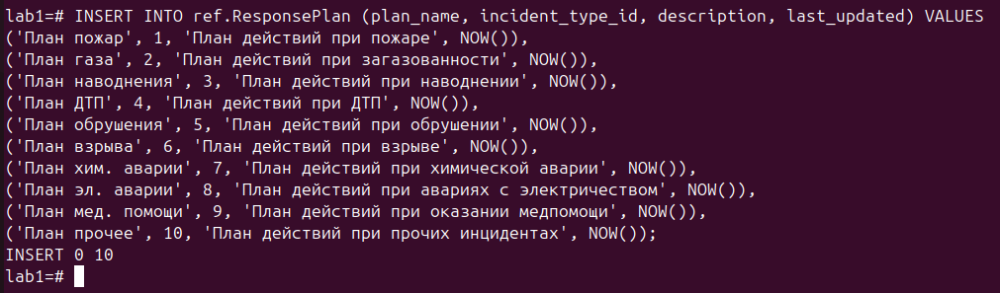 lab1=# INSERT INTO ref.ResponsePlan (plan_name, incident_type_id, description, last_updated) VALUES
('План пожар', 1, 'План действий при пожаре', NOW()),
('План газа', 2, 'План действий при загазованности', NOW()),
('План наводнения', 3, 'План действий при наводнении', NOW()),
('План ДТП', 4, 'План действий при ДТП', NOW()),
('План обрушения', 5, 'План действий при обрушении', NOW()),
('План взрыва', 6, 'План действий при взрыве', NOW()),
('План хим. аварии', 7, 'План действий при химической аварии', NOW()),
('План эл. аварии', 8, 'План действий при авариях с электричеством', NOW()),
('План мед. помощи', 9, 'План действий при оказании медпомощи', NOW()),
('План прочее', 10, 'План действий при прочих инцидентах', NOW());
INSERT 0 10
lab1=#